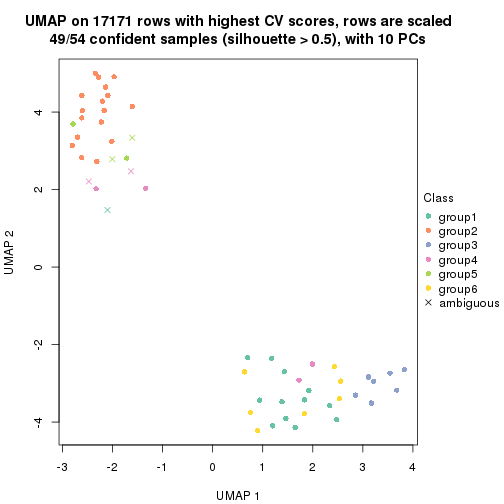 UMAP on 17171 rows with highest CV scores, rows are scaled
49/54 confident samples (silhouette > 0.5), with 10 PCs
4
2
0
-2
-4
UMAP 2
-3
-2
-1
0
1
2
3
4
UMAP 1
Class
group1
group2
group3
group4
group5
group6
ambiguous